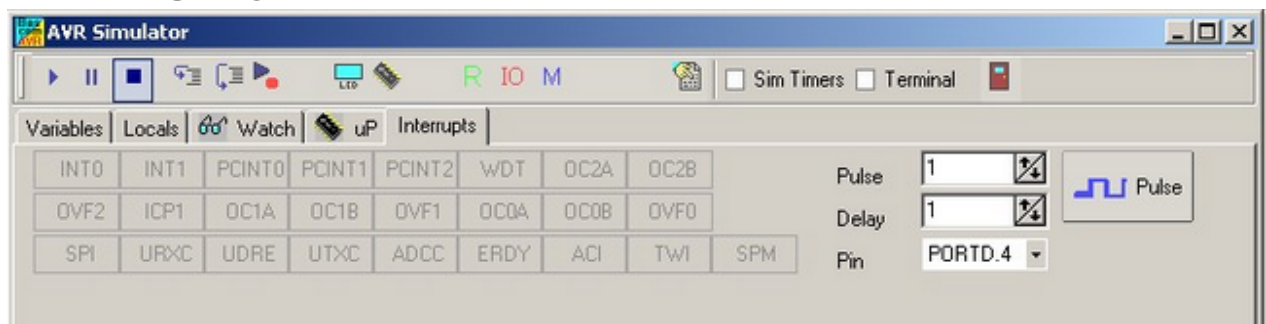 AVR Simulator
LCD R IO M Sim Timers Terminal
Variables Locals Watch uP Interrupts
INT0 INT1 PCINT0 PCINT1 PCINT2 WDT OC2A OC2B Pulse 1 Pulse
OVF2 ICP1 OC1A OC1B OVF1 OC0A OC0B OVF0 Delay 1
SPI URXC UDRE UTXC ADCC ERDY ACI TWI SPM Pin PORTD.4